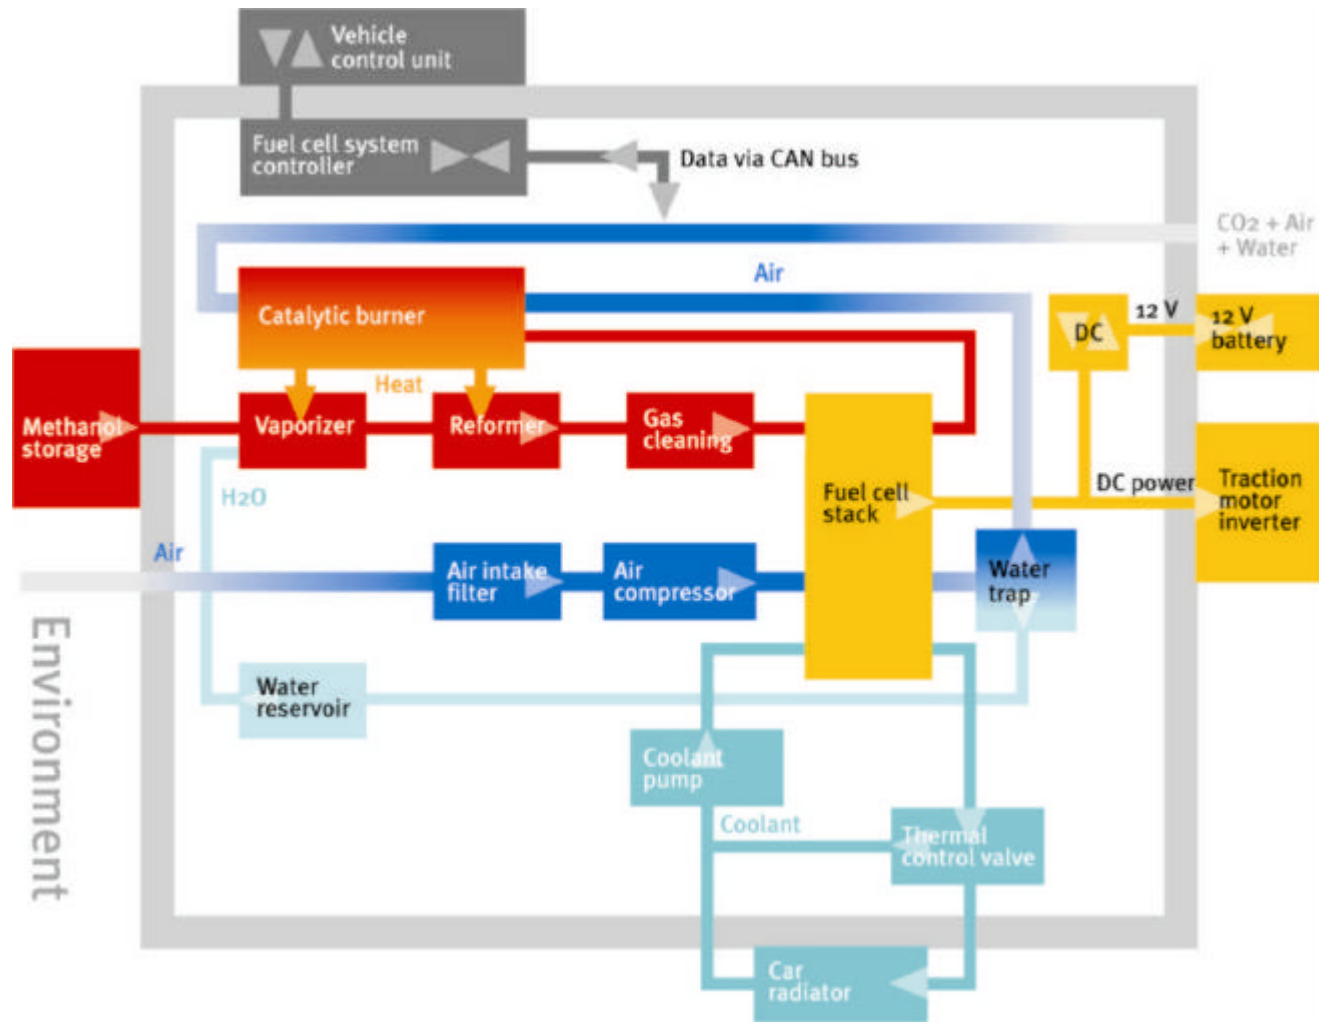 Vehicle
control unit
Fuel cell system
controller
Data via CAN bus
CO2 + Air
+ Water
Air
Catalytic burner
12 V
DC
12 V
battery
Heat
Methanol
storage
Vaporizer
Reformer
Gas
cleaning
H2O
Fuel cell
stack
DC power
Traction
motor
inverter
Air
Air intake
filter
Air
compressor
Water
trap
Environment
Water
reservoir
Coolant
pump
Coolant
Thermal
control valve
Car
radiator